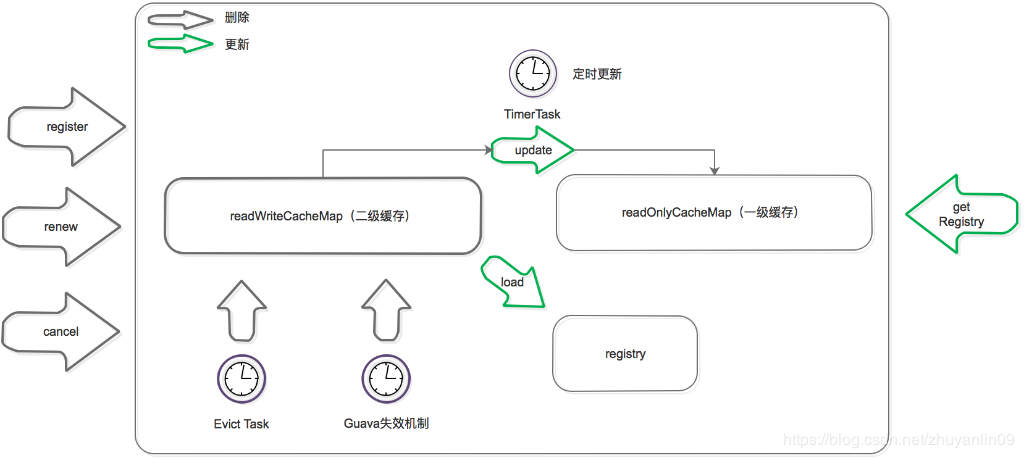 删除
更新
定时更新
TimerTask
register
update
readWriteCacheMap（二级缓存）
readOnlyCacheMap（一级缓存）
get
Registry
renew
load
cancel
registry
Evict Task
Guava失效机制
https://blog.csdn.net/zhuyanlin09